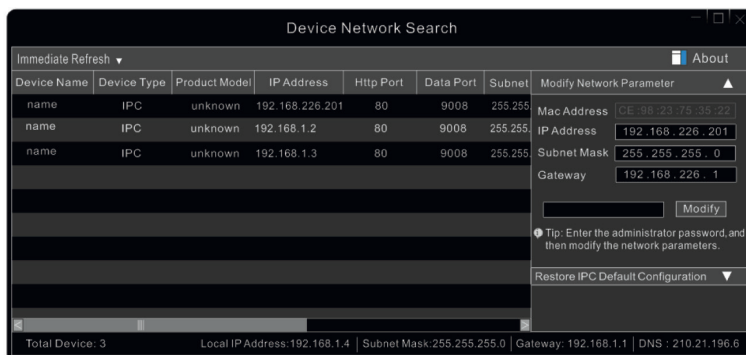 Device Network Search
Immediate Refresh ▼ About
Device Name Device Type Product Model IP Address Http Port Data Port Subnet
name IPC unknown 192.168.226.201 80 9008 255.255
name IPC unknown 192.168.1.2 80 9008 255.255.
name IPC unknown 192.168.1.3 80 9008 255.255.
Modify Network Parameter ▲
Mac Address CE:98:23:75:35:22
IP Address 192.168.226.201
Subnet Mask 255.255.255.0
Gateway 192.168.226.1
Modify
Tip: Enter the administrator password,and
then modify the network parameters.
Restore IPC Default Configuration ▼
Total Device: 3 Local IP Address:192.168.1.4 Subnet Mask:255.255.255.0 Gateway: 192.168.1.1 DNS : 210.21.196.6